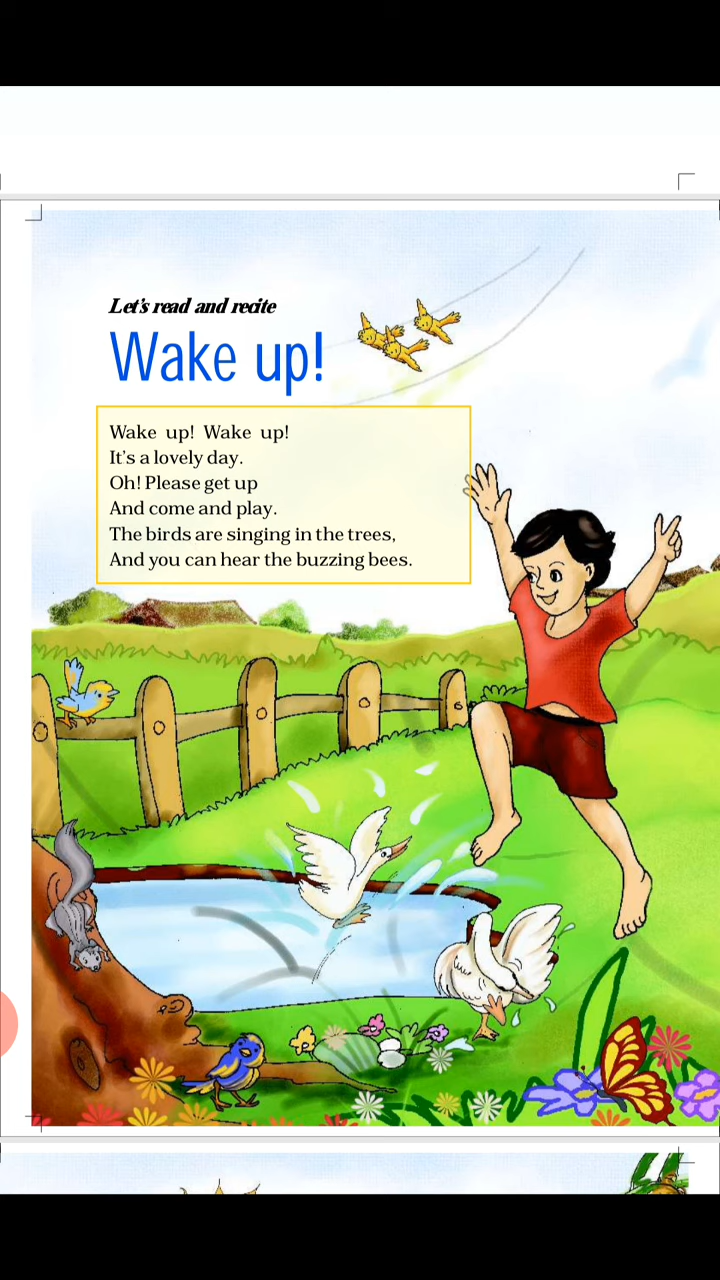 Let's read and recite
Wake up!
Wake up! Wake up!
It's a lovely day.
Oh! Please get up
And come and play.
The birds are singing in the trees,
And you can hear the buzzing bees.